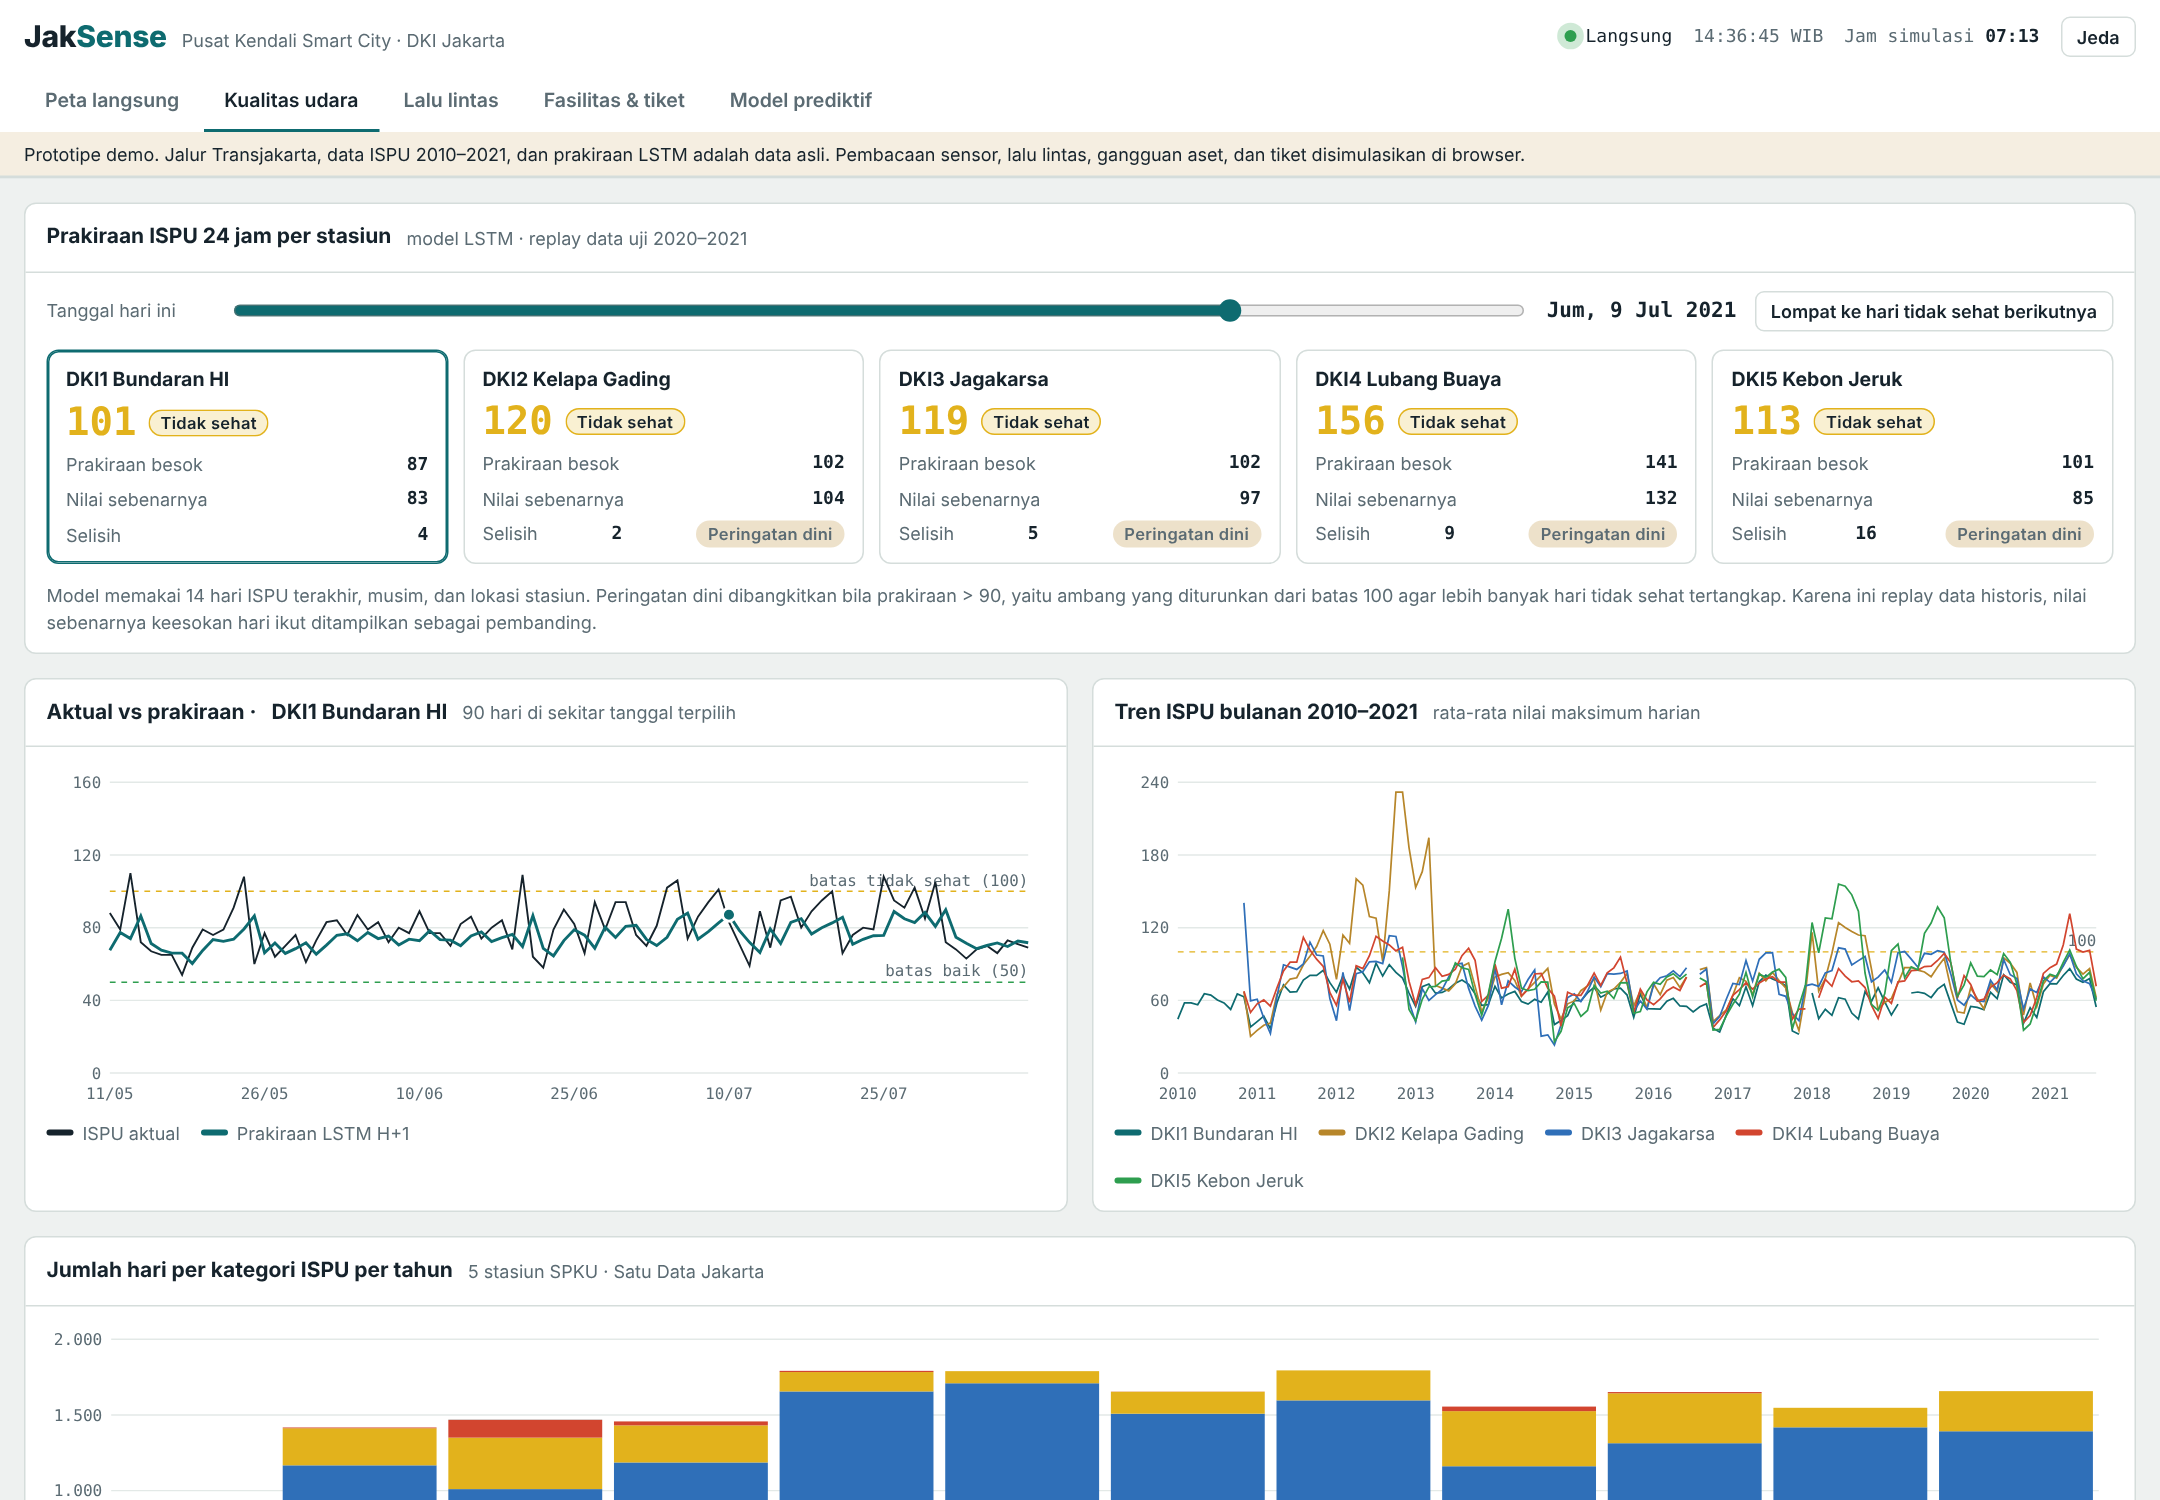 JakSense Pusat Kendali Smart City · DKI Jakarta
Langsung 14:36:45 WIB Jam simulasi 07:13 Jeda
Peta langsung Kualitas udara Lalu lintas Fasilitas & tiket Model prediktif
Prototipe demo. Jalur Transjakarta, data ISPU 2010–2021, dan prakiraan LSTM adalah data asli. Pembacaan sensor, lalu lintas, gangguan aset, dan tiket disimulasikan di browser.
Prakiraan ISPU 24 jam per stasiun model LSTM · replay data uji 2020–2021
Tanggal hari ini Jum, 9 Jul 2021 Lompat ke hari tidak sehat berikutnya
DKI1 Bundaran HI
101 Tidak sehat
Prakiraan besok 87
Nilai sebenarnya 83
Selisih 4
DKI2 Kelapa Gading
120 Tidak sehat
Prakiraan besok 102
Nilai sebenarnya 104
Selisih 2 Peringatan dini
DKI3 Jagakarsa
119 Tidak sehat
Prakiraan besok 102
Nilai sebenarnya 97
Selisih 5 Peringatan dini
DKI4 Lubang Buaya
156 Tidak sehat
Prakiraan besok 141
Nilai sebenarnya 132
Selisih 9 Peringatan dini
DKI5 Kebon Jeruk
113 Tidak sehat
Prakiraan besok 101
Nilai sebenarnya 85
Selisih 16 Peringatan dini
Model memakai 14 hari ISPU terakhir, musim, dan lokasi stasiun. Peringatan dini dibangkitkan bila prakiraan > 90, yaitu ambang yang diturunkan dari batas 100 agar lebih banyak hari tidak sehat tertangkap. Karena ini replay data historis, nilai
sebenarnya keesokan hari ikut ditampilkan sebagai pembanding.
Aktual vs prakiraan · DKI1 Bundaran HI 90 hari di sekitar tanggal terpilih
160
120
batas tidak sehat (100)
80
batas baik (50)
40
0
11/05 26/05 10/06 25/06 10/07 25/07
ISPU aktual Prakiraan LSTM H+1
Tren ISPU bulanan 2010–2021 rata-rata nilai maksimum harian
240
180
120
100
60
0
2010 2011 2012 2013 2014 2015 2016 2017 2018 2019 2020 2021
DKI1 Bundaran HI DKI2 Kelapa Gading DKI3 Jagakarsa DKI4 Lubang Buaya
DKI5 Kebon Jeruk
Jumlah hari per kategori ISPU per tahun 5 stasiun SPKU · Satu Data Jakarta
2.000
1.500
1.000